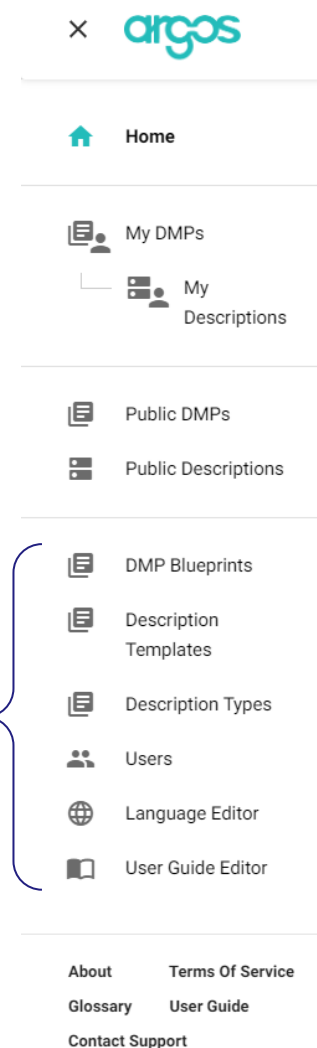 argos
Home
My DMPs
My
Descriptions
Public DMPs
Public Descriptions
DMP Blueprints
Description
Templates
Description Types
Users
Language Editor
User Guide Editor
About Terms Of Service
Glossary User Guide
Contact Support